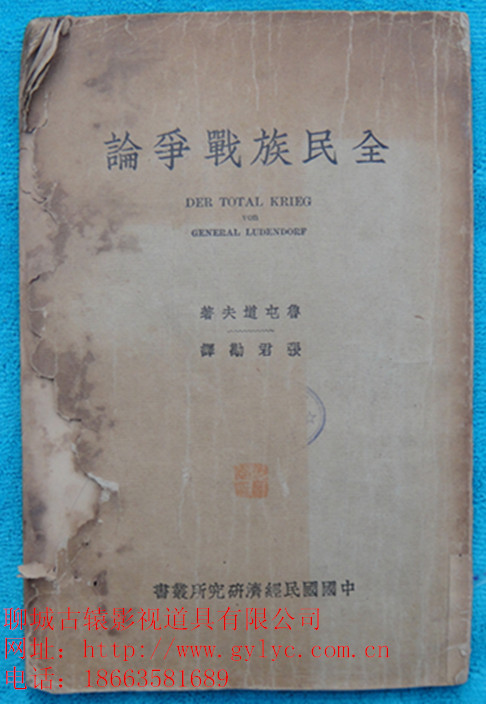 全民族戰爭論
DER TOTAL KRIEG
von
GENERAL LUDENDORF
魯屯道夫著
張君勱譯
中國國民經濟研究所叢書
聊城古辕影视道具有限公司
网址：http://www.gylyc.com.cn
电话：18663581689